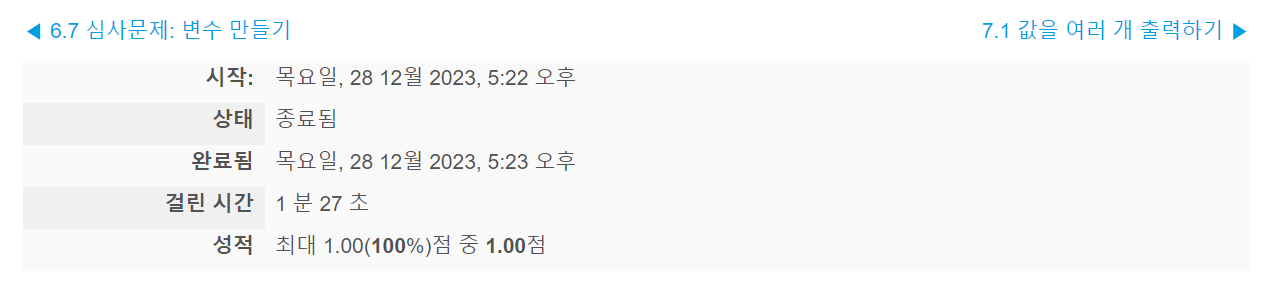 ◀ 6.7 심사문제: 변수 만들기 7.1 값을 여러 개 출력하기 ▶
시작: 목요일, 28 12월 2023, 5:22 오후
상태 종료됨
완료됨 목요일, 28 12월 2023, 5:23 오후
걸린 시간 1 분 27 초
성적 최대 1.00(100%)점 중 1.00점